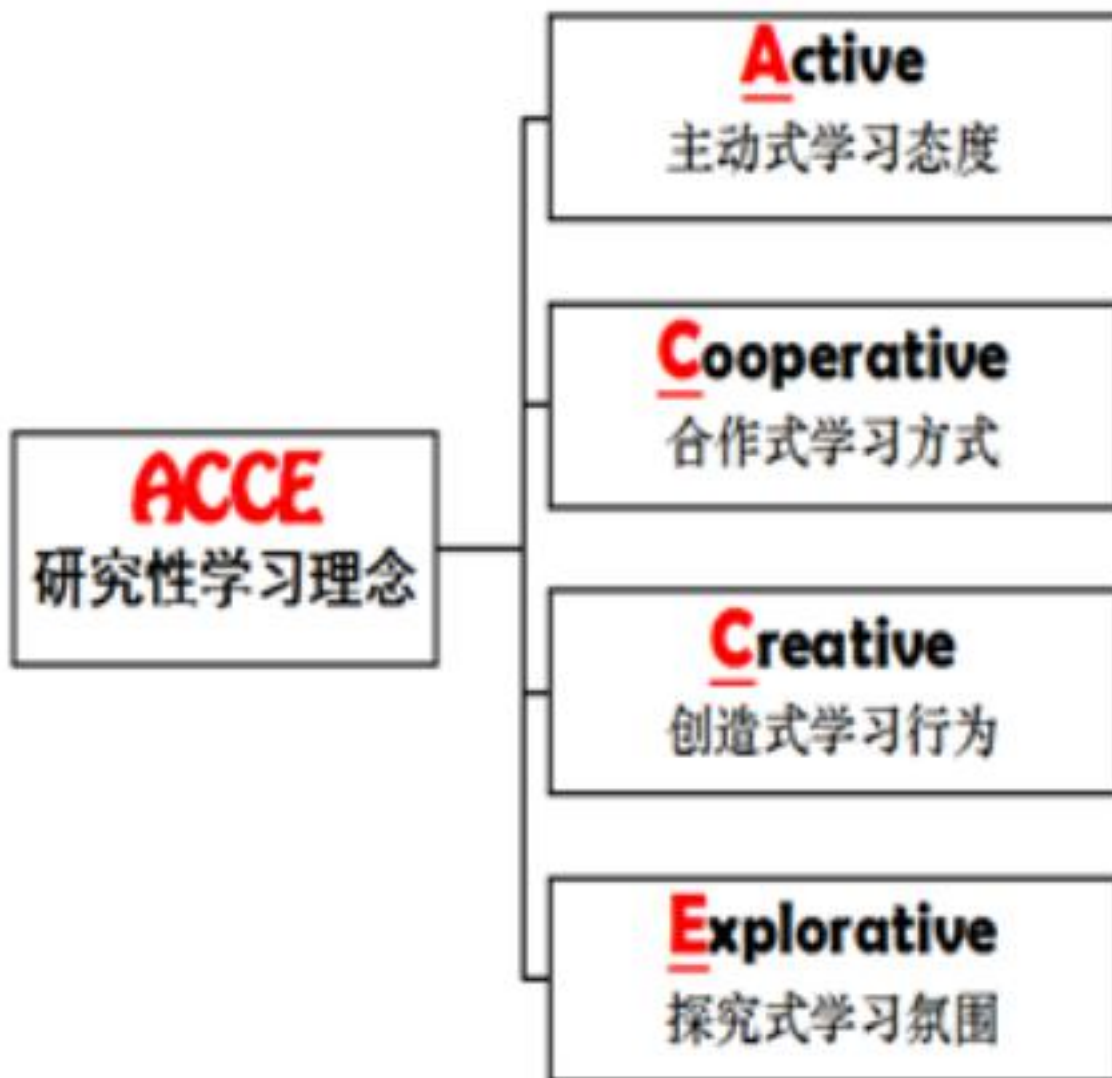 Active
主动式学习态度
Cooperative
合作式学习方式
ACCE
研究性学习理念
Creative
创造式学习行为
Explorative
探究式学习氛围